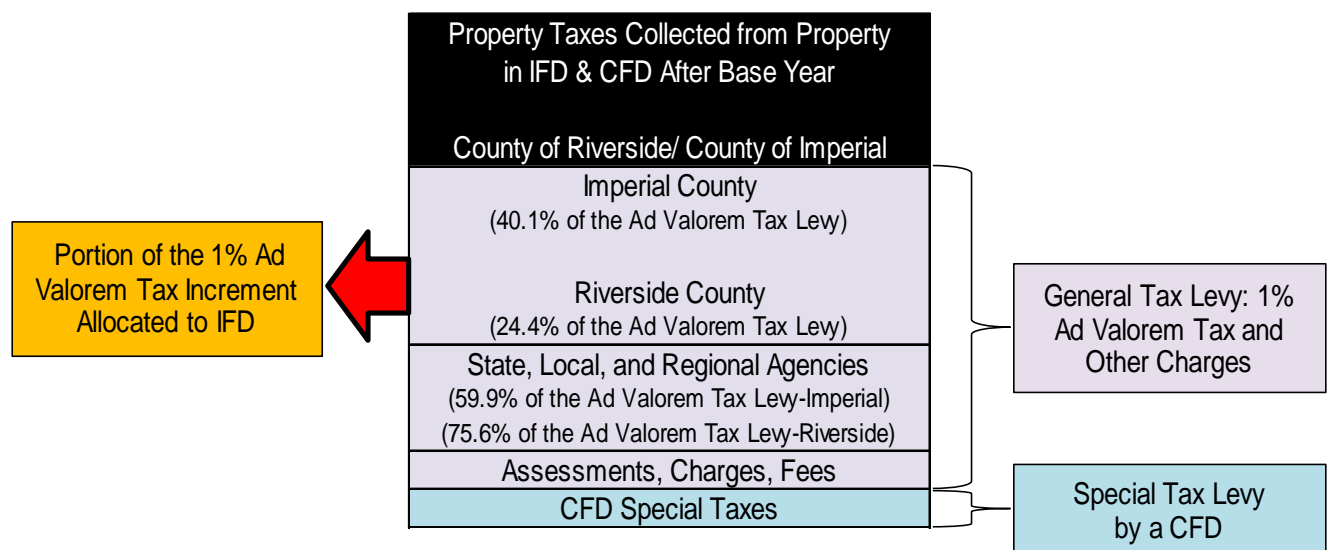 Property Taxes Collected from Property
in IFD & CFD After Base Year
County of Riverside/ County of Imperial
Imperial County
(40.1% of the Ad Valorem Tax Levy)
Riverside County
(24.4% of the Ad Valorem Tax Levy)
State, Local, and Regional Agencies
(59.9% of the Ad Valorem Tax Levy-Imperial)
(75.6% of the Ad Valorem Tax Levy-Riverside)
Assessments, Charges, Fees
CFD Special Taxes
Portion of the 1% Ad
Valorem Tax Increment
Allocated to IFD
General Tax Levy: 1%
Ad Valorem Tax and
Other Charges
Special Tax Levy
by a CFD